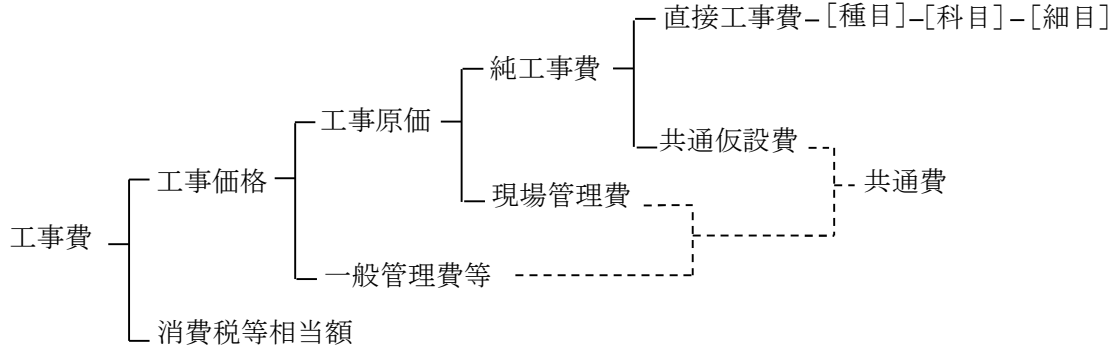 直接工事費–[種目]–[科目]–[細目]
純工事費
工事原価
共通仮設費
工事価格
共通費
現場管理費
工事費
一般管理費等
消費税等相当額